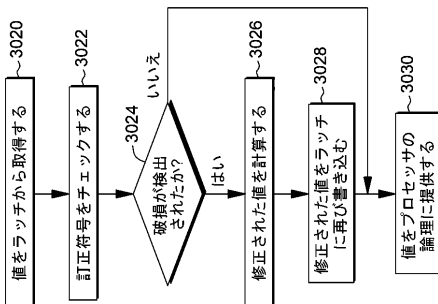 3020
値をラッチから取得する
3022
訂正符号をチェックする
3024
破損が検出
されたか?
いいえ
はい
3026
修正された値を計算する
3028
修正された値をラッチ
に再び書き込む
3030
値をプロセッサの
論理に提供する